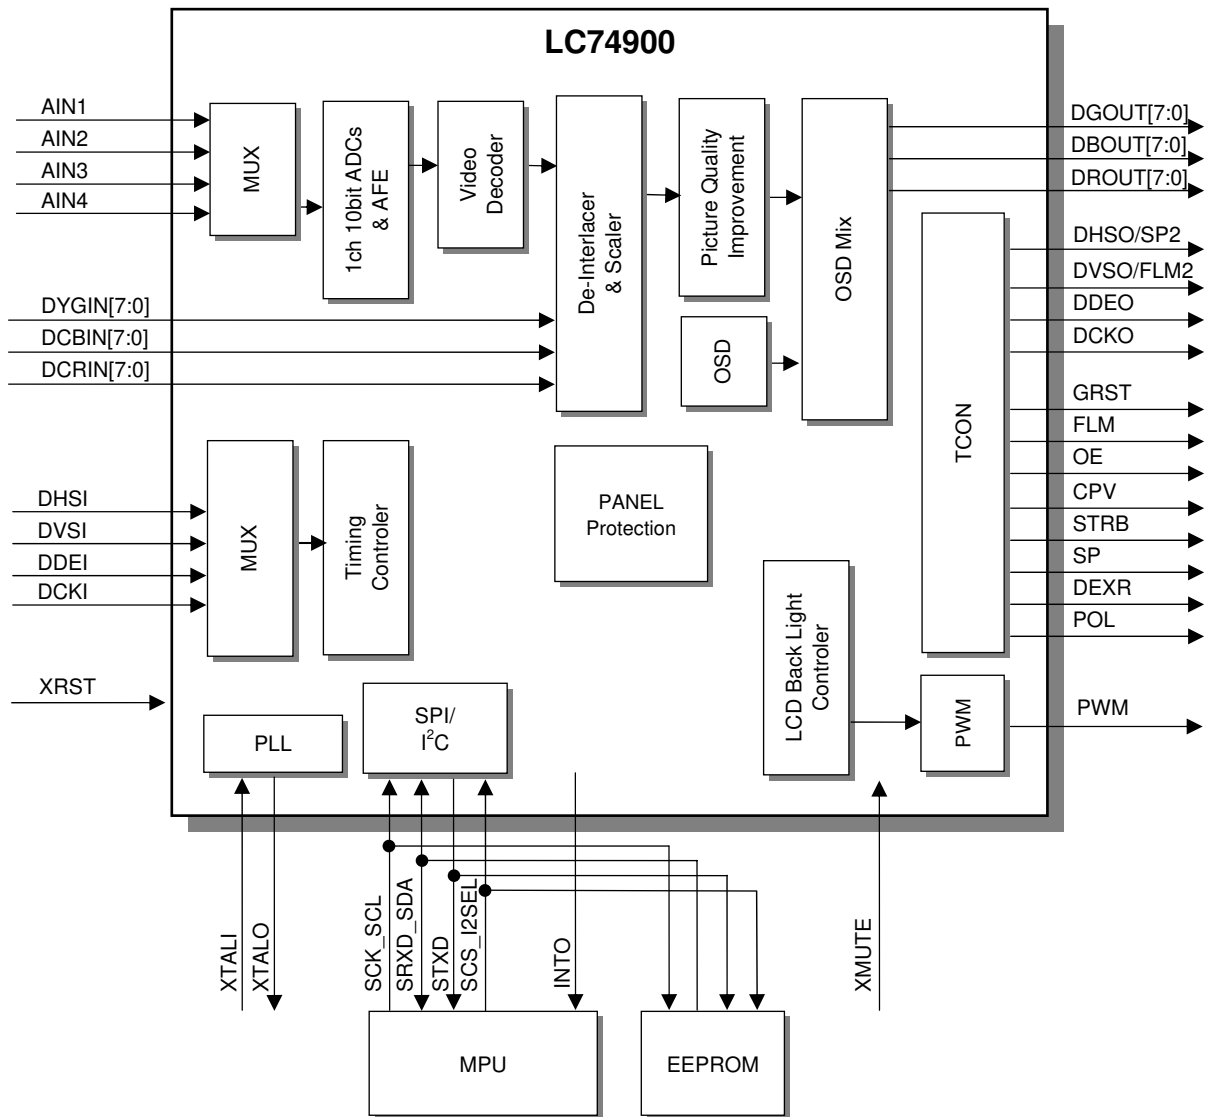 LC74900
AIN1
AIN2
AIN3
AIN4
MUX
1ch 10bit ADCs
& AFE
Video
Decoder
De-Interlacer
& Scaler
Picture Quality
Improvement
OSD Mix
DGOUT[7:0]
DBOUT[7:0]
DROUT[7:0]
DYGIN[7:0]
DCBIN[7:0]
DCRIN[7:0]
OSD
TCON
DHSO/SP2
DVSO/FLM2
DDEO
DCKO
GRST
FLM
OE
CPV
STRB
SP
DEXR
POL
DHSI
DVSI
DDEI
DCKI
MUX
Timing
Controler
PANEL
Protection
LCD Back Light
Controler
PWM
PWM
XRST
PLL
SPI/
I²C
XTALI
XTALO
SCK_SCL
SRXD_SDA
STXD
SCS_I2SEL
INTO
XMUTE
MPU
EEPROM